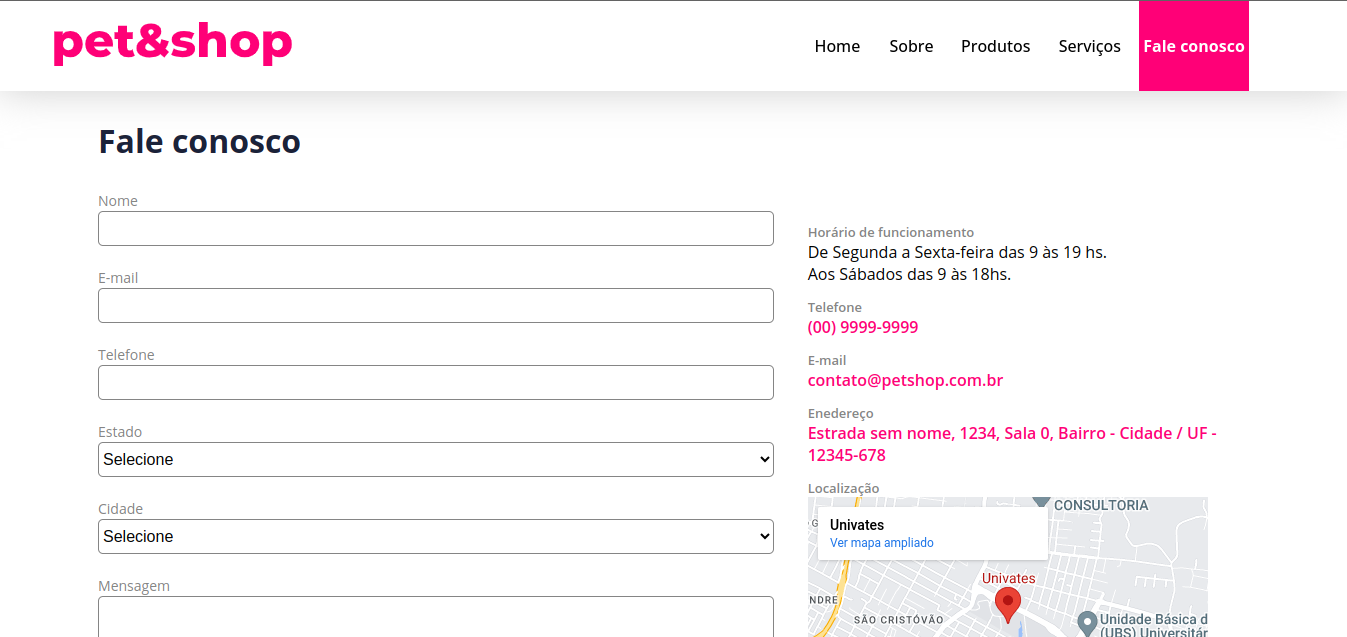 pet&shop
Home Sobre Produtos Serviços Fale conosco
Fale conosco
Nome
E-mail
Telefone
Estado
Selecione
Cidade
Selecione
Mensagem
Horário de funcionamento
De Segunda a Sexta-feira das 9 às 19 hs.
Aos Sábados das 9 às 18hs.
Telefone
(00) 9999-9999
E-mail
contato@petshop.com.br
Enedereço
Estrada sem nome, 1234, Sala 0, Bairro - Cidade / UF -
12345-678
Localização
CONSULTORIA
Univates
Ver mapa ampliado
Univates
NDRE
SÃO CRISTÓVÃO
Unidade Básica d
(UBS) Universitár